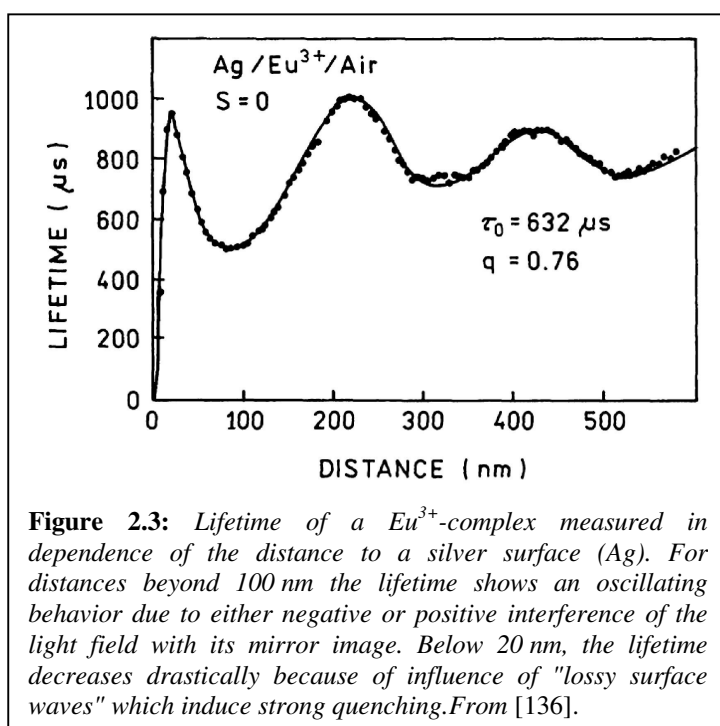 Ag/Eu³⁺/Air
S=0
1000
800
600
400
200
0
LIFETIME (μs)
τ₀ = 632 μs
q = 0.76
0 100 200 300 400 500
DISTANCE (nm)
Figure 2.3: Lifetime of a Eu³⁺-complex measured in
dependence of the distance to a silver surface (Ag). For
distances beyond 100 nm the lifetime shows an oscillating
behavior due to either negative or positive interference of the
light field with its mirror image. Below 20 nm, the lifetime
decreases drastically because of influence of "lossy surface
waves" which induce strong quenching.From [136].